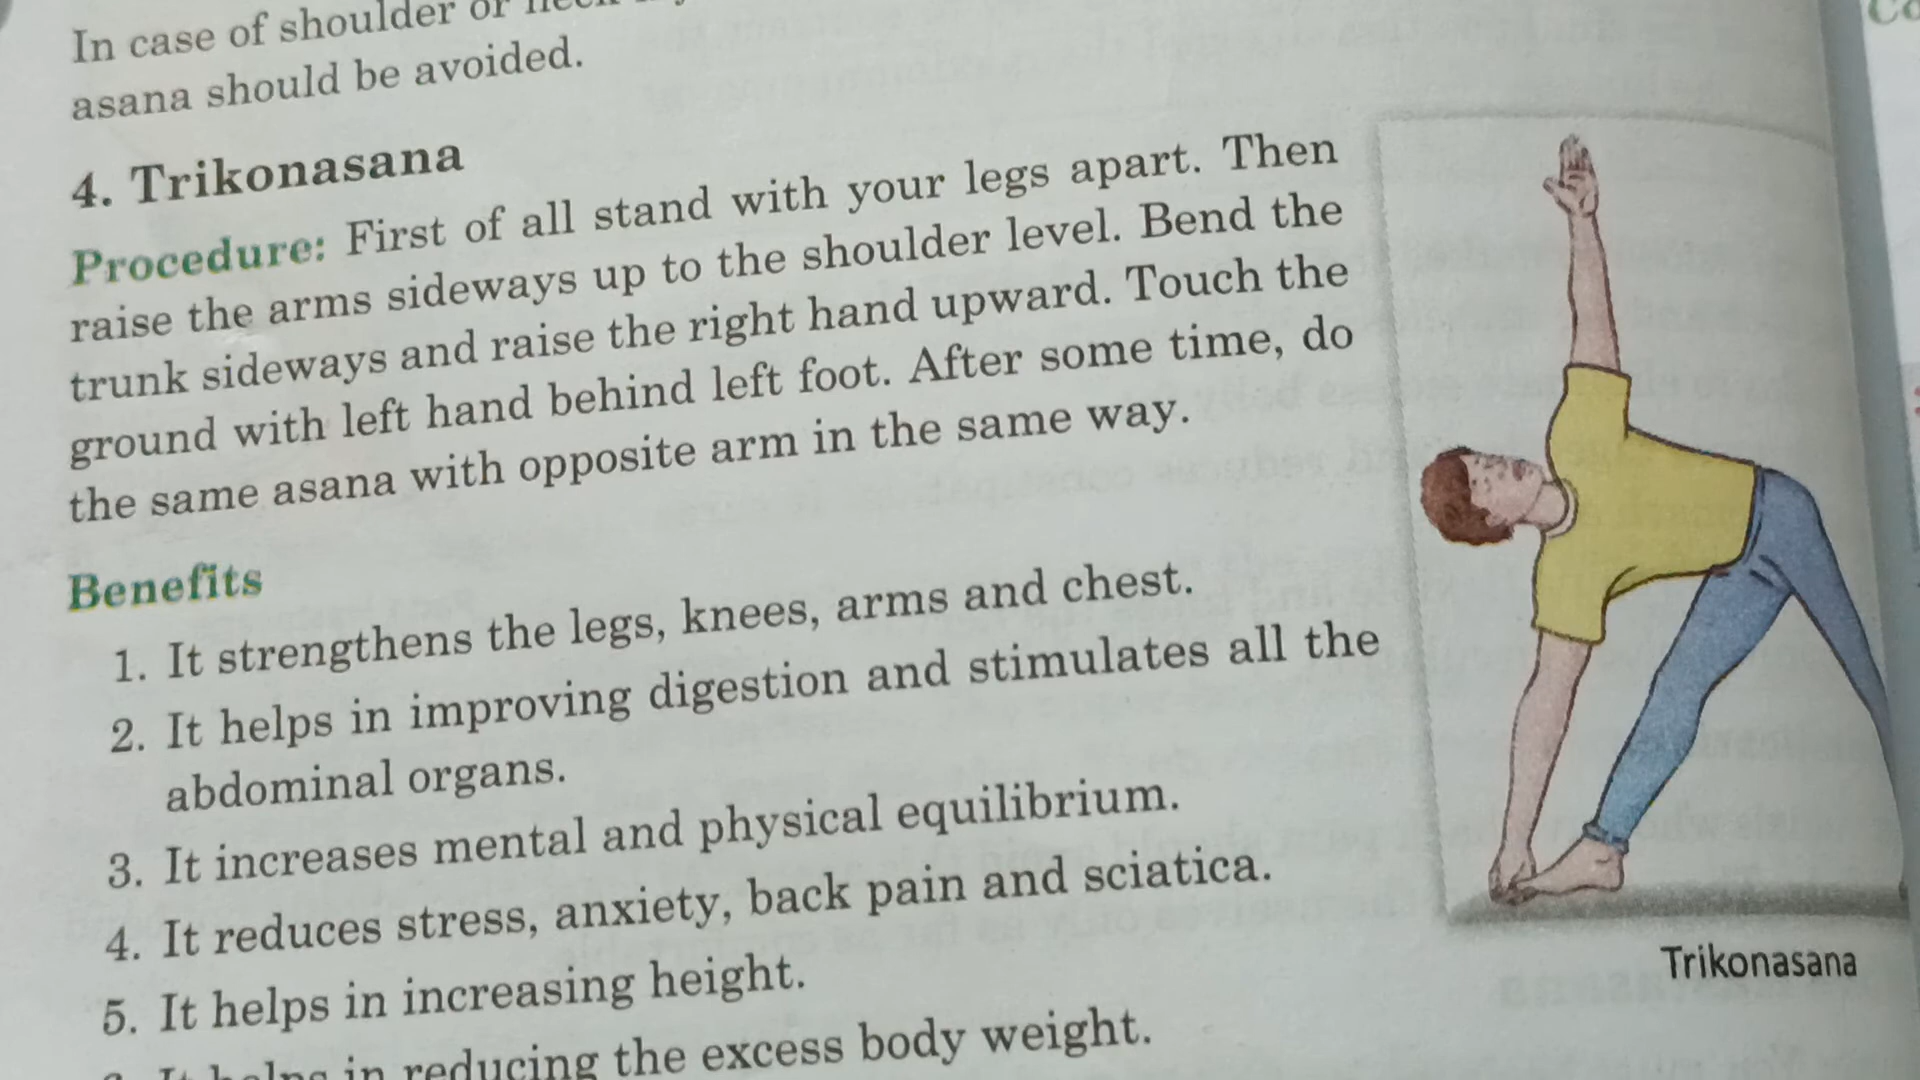 In case of shoulder or
asana should be avoided.
4. Trikonasana
Procedure: First of all stand with your legs apart. Then
raise the arms sideways up to the shoulder level. Bend the
trunk sideways and raise the right hand upward. Touch the
ground with left hand behind left foot. After some time, do
the same asana with opposite arm in the same way.
Benefits
1. It strengthens the legs, knees, arms and chest.
2. It helps in improving digestion and stimulates all the
abdominal organs.
3. It increases mental and physical equilibrium.
4. It reduces stress, anxiety, back pain and sciatica.
5. It helps in increasing height.
It helps in reducing the excess body weight.
Trikonasana